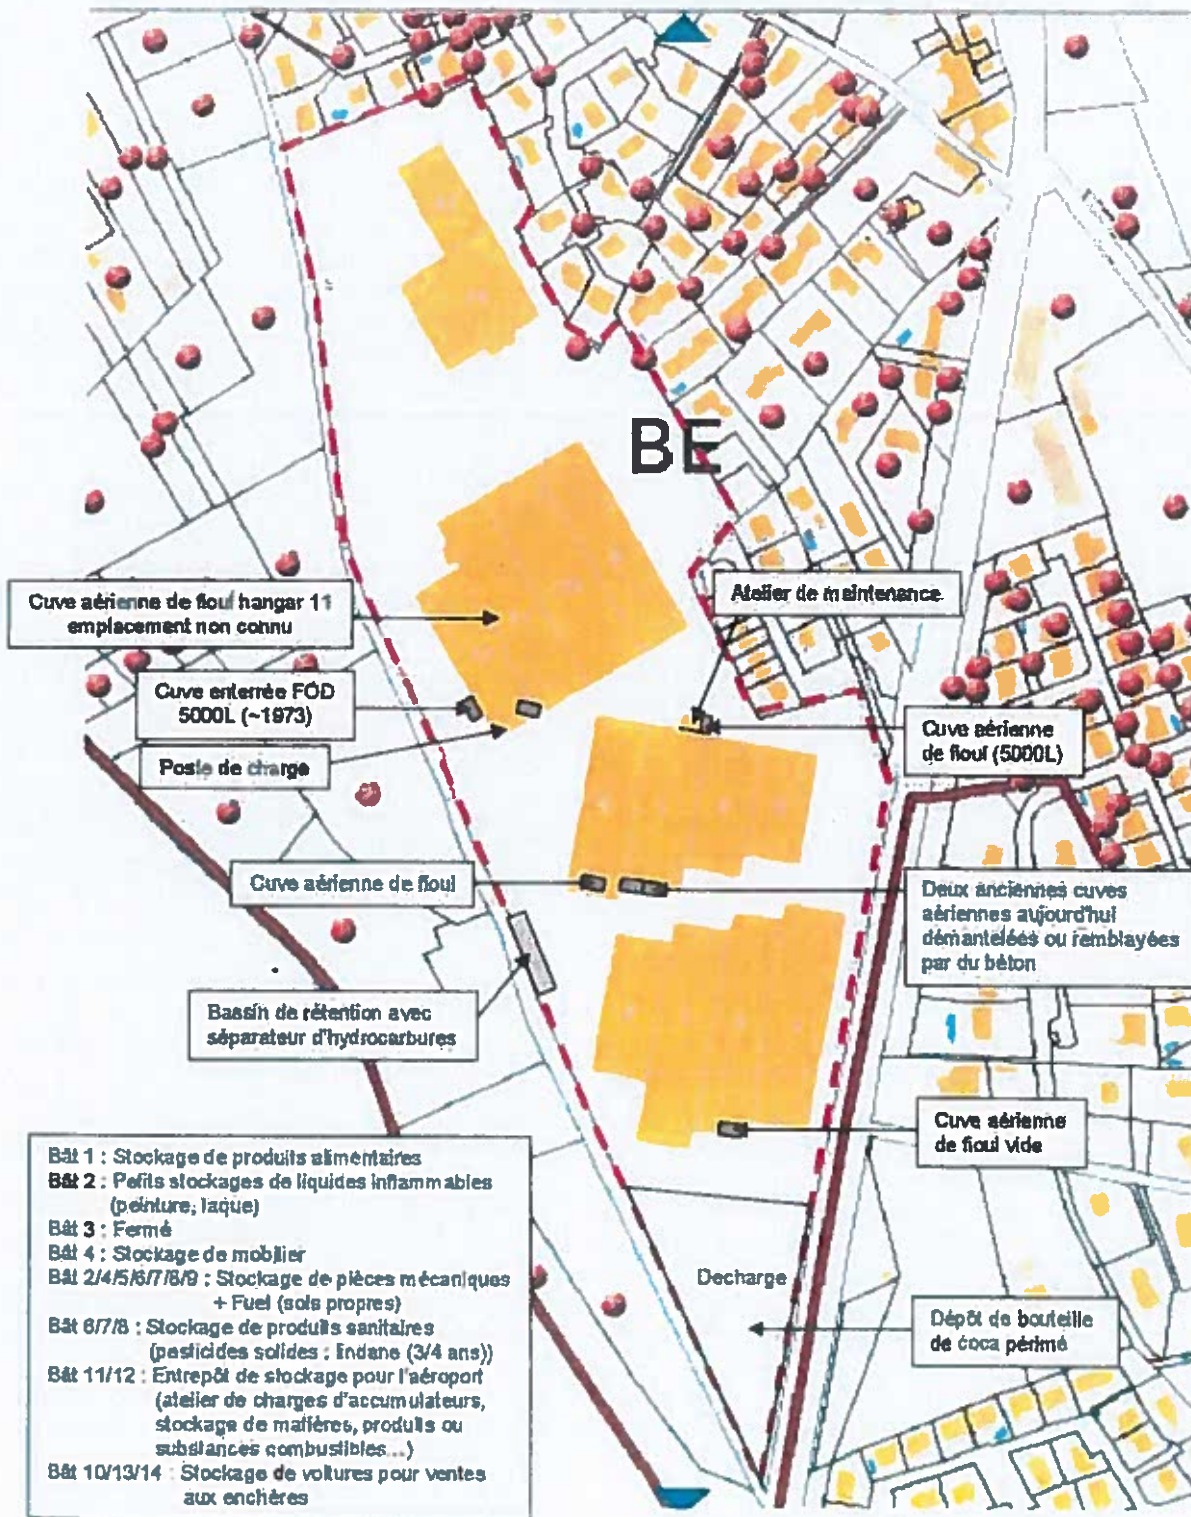 BE
Cuve aérienne de fioul hangar 11
emplacement non connu
Atelier de maintenance
Cuve enterrée FOD
5000L (~1973)
Cuve aérienne
de fioul (5000L)
Poste de charge
Cuve aérienne de fioul
Deux anciennes cuves
aériennes aujourd'hui
démantelées ou remblayées
par du béton
Bassin de rétention avec
séparateur d'hydrocarbures
Cuve aérienne
de fioul vide
Bât 1 : Stockage de produits alimentaires
Bât 2 : Petits stockages de liquides inflammables
(peinture, laque)
Bât 3 : Fermé
Bât 4 : Stockage de mobilier
Bât 2/4/5/6/7/8/9 : Stockage de pièces mécaniques
+ Fuel (sols propres)
Bât 6/7/8 : Stockage de produits sanitaires
(pesticides solides : lindane (3/4 ans))
Bât 11/12 : Entrepôt de stockage pour l'aéroport
(atelier de charges d'accumulateurs,
stockage de matières, produits ou
substances combustibles...)
Bât 10/13/14 : Stockage de voitures pour ventes
aux enchères
Decharge
Dépôt de bouteille
de coca périmé